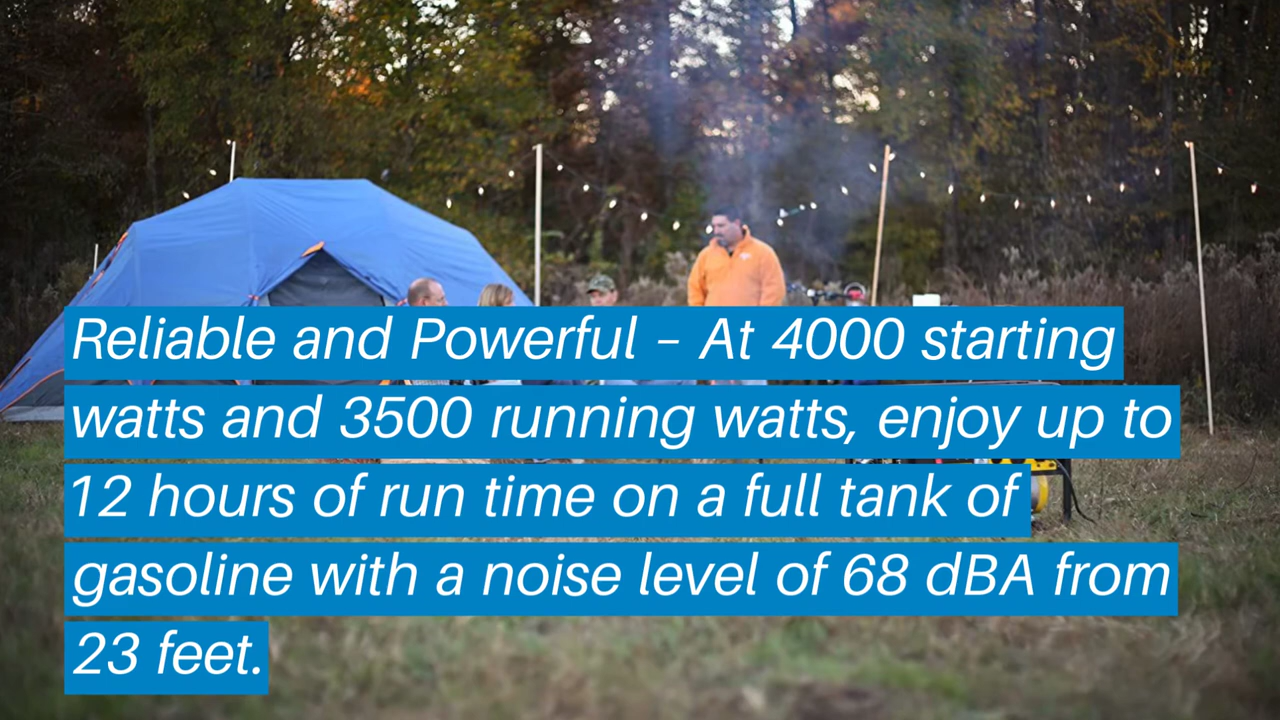 Reliable and Powerful – At 4000 starting
watts and 3500 running watts, enjoy up to
12 hours of run time on a full tank of
gasoline with a noise level of 68 dBA from
23 feet.